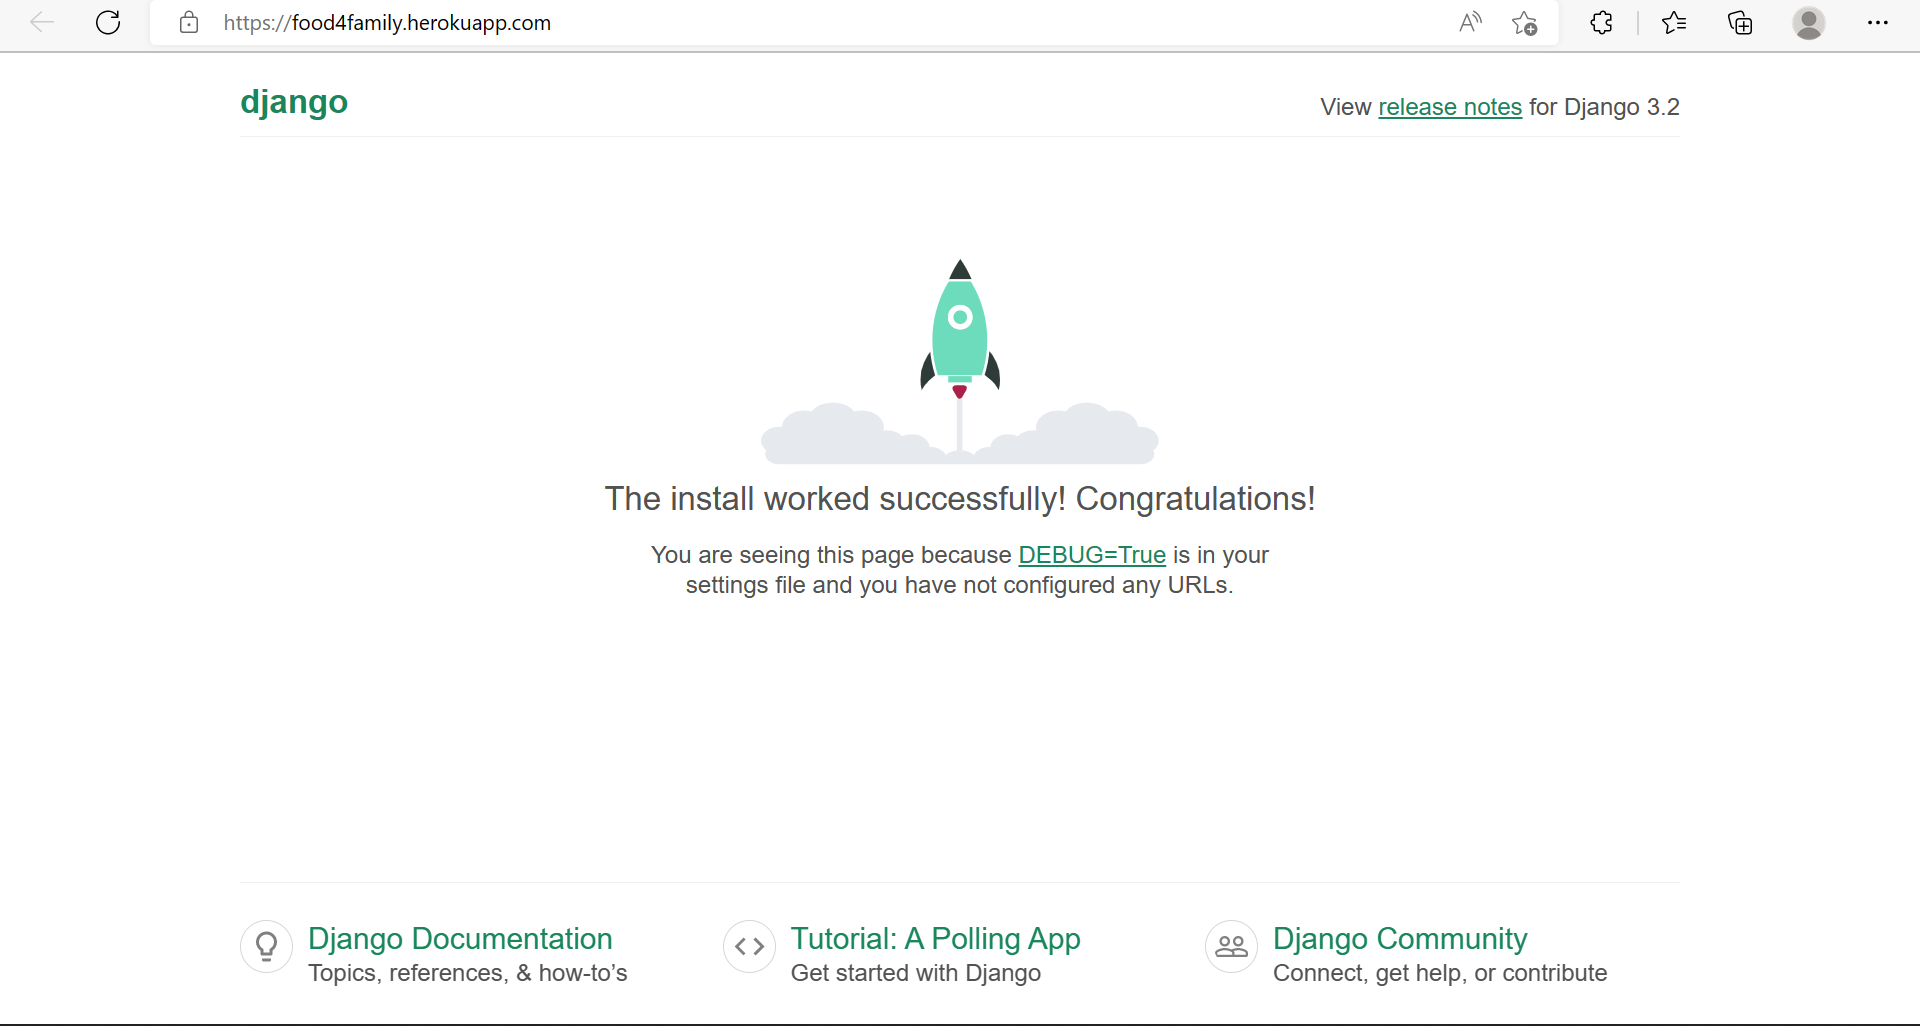 https://food4family.herokuapp.com
django
View release notes for Django 3.2
The install worked successfully! Congratulations!
You are seeing this page because DEBUG=True is in your
settings file and you have not configured any URLs.
Django Documentation
Topics, references, & how-to’s
Tutorial: A Polling App
Get started with Django
Django Community
Connect, get help, or contribute